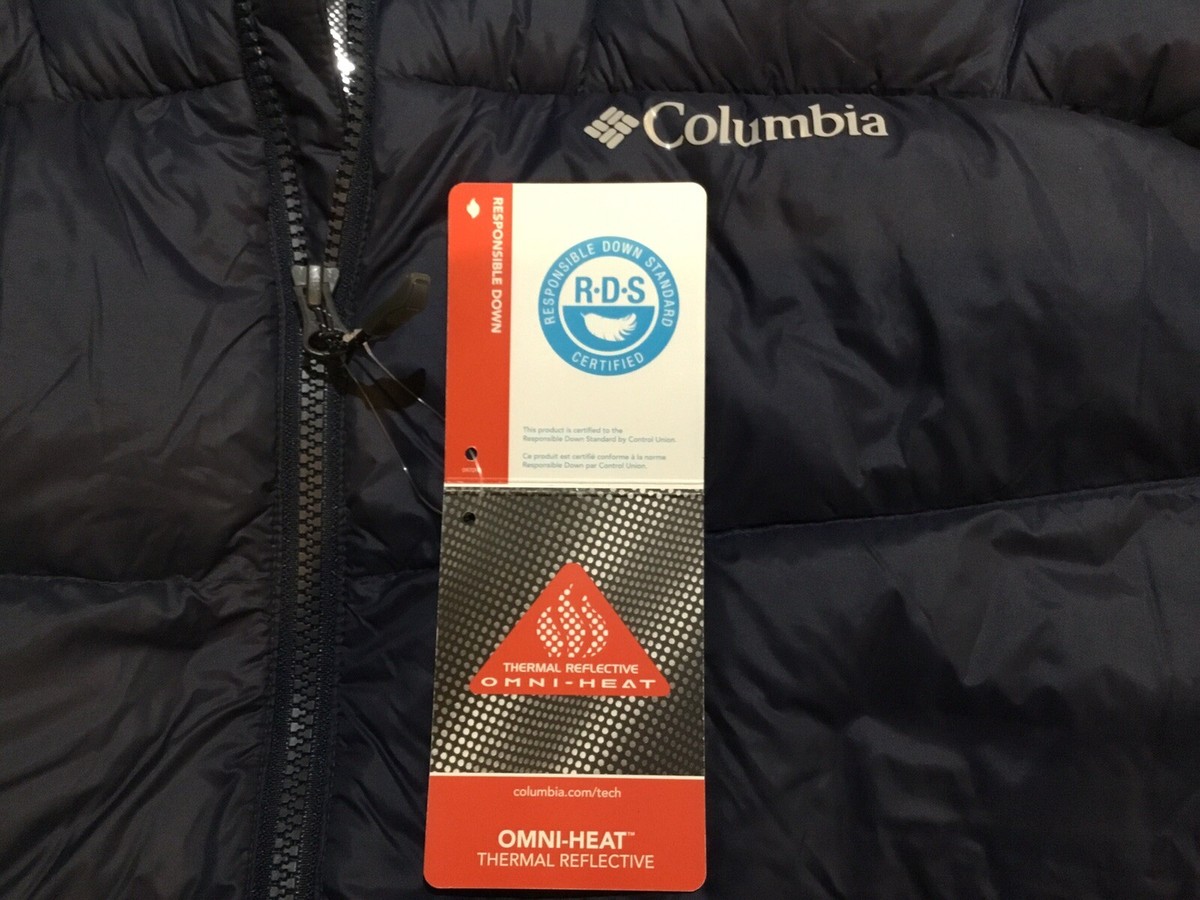 Columbia
RESPONSIBLE DOWN
RESPONSIBLE DOWN STANDARD
R·D·S
CERTIFIED
This product is certified to the
Responsible Down Standard by Control Union.
Ce produit est certifié conforme à la norme
Responsible Down par Control Union.
THERMAL REFLECTIVE
OMNI-HEAT
columbia.com/tech
OMNI-HEAT™
THERMAL REFLECTIVE